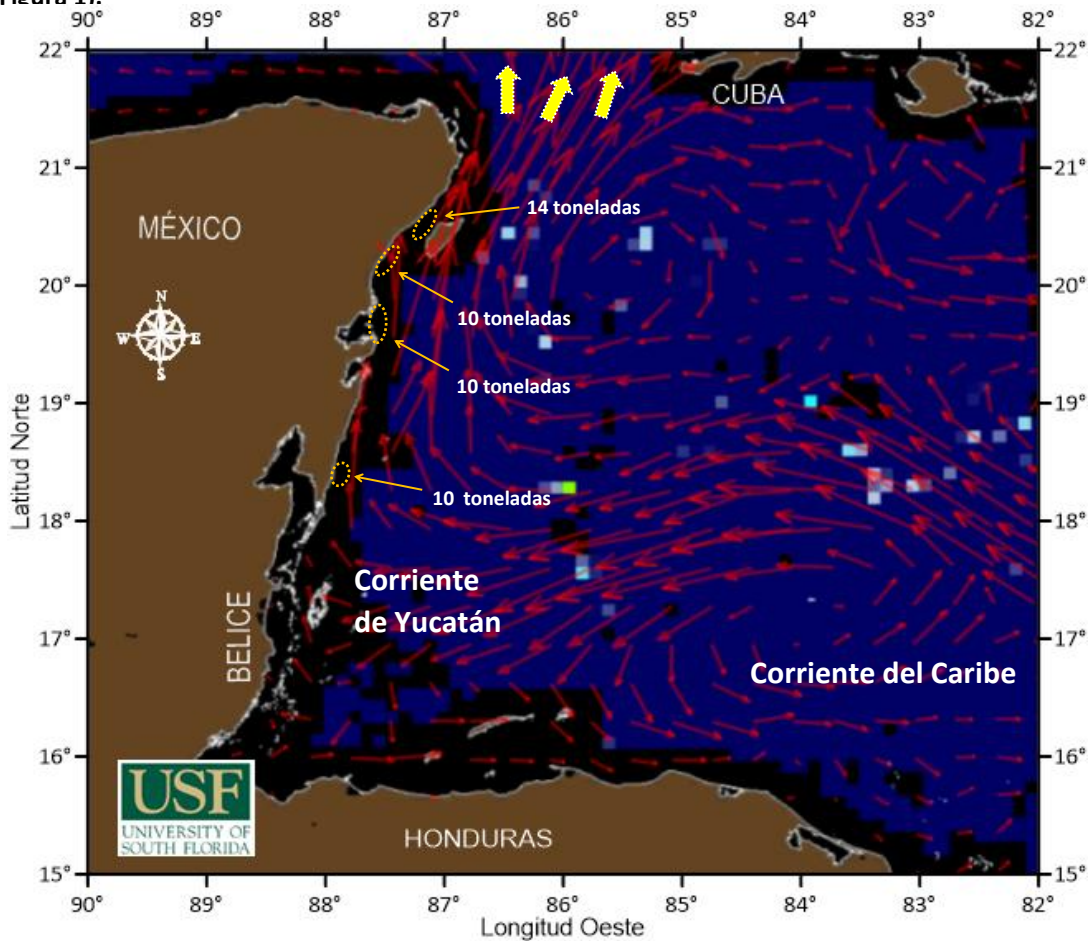 Figura 1).
90° 89° 88° 87° 86° 85° 84° 83° 82°
22° 22°
CUBA
21° 21°
14 toneladas
MÉXICO
20° 20°
N
10 toneladas
W E
S
10 toneladas
19° 19°
Latitud Norte
10 toneladas
18° 18°
Corriente
de Yucatán
17° 17°
BELICE
Corriente del Caribe
16° 16°
USF
UNIVERSITY OF
SOUTH FLORIDA
HONDURAS
15° 15°
90° 89° 88° 87° 86° 85° 84° 83° 82°
Longitud Oeste